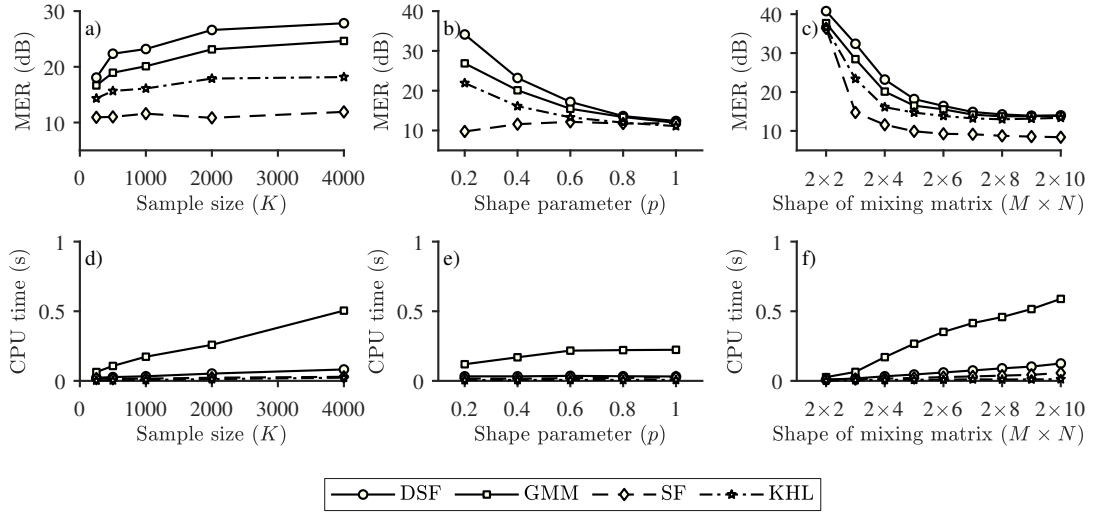 a)
MER (dB)
30
20
10
0 1000 2000 3000 4000
Sample size (K)
b)
MER (dB)
40
30
20
10
0.2 0.4 0.6 0.8 1
Shape parameter (p)
c)
MER (dB)
40
30
20
10
2×2 2×4 2×6 2×8 2×10
Shape of mixing matrix (M × N)
d)
CPU time (s)
1
0.5
0
0 1000 2000 3000 4000
Sample size (K)
e)
CPU time (s)
1
0.5
0
0.2 0.4 0.6 0.8 1
Shape parameter (p)
f)
CPU time (s)
1
0.5
0
2×2 2×4 2×6 2×8 2×10
Shape of mixing matrix (M × N)
DSF GMM SF KHL